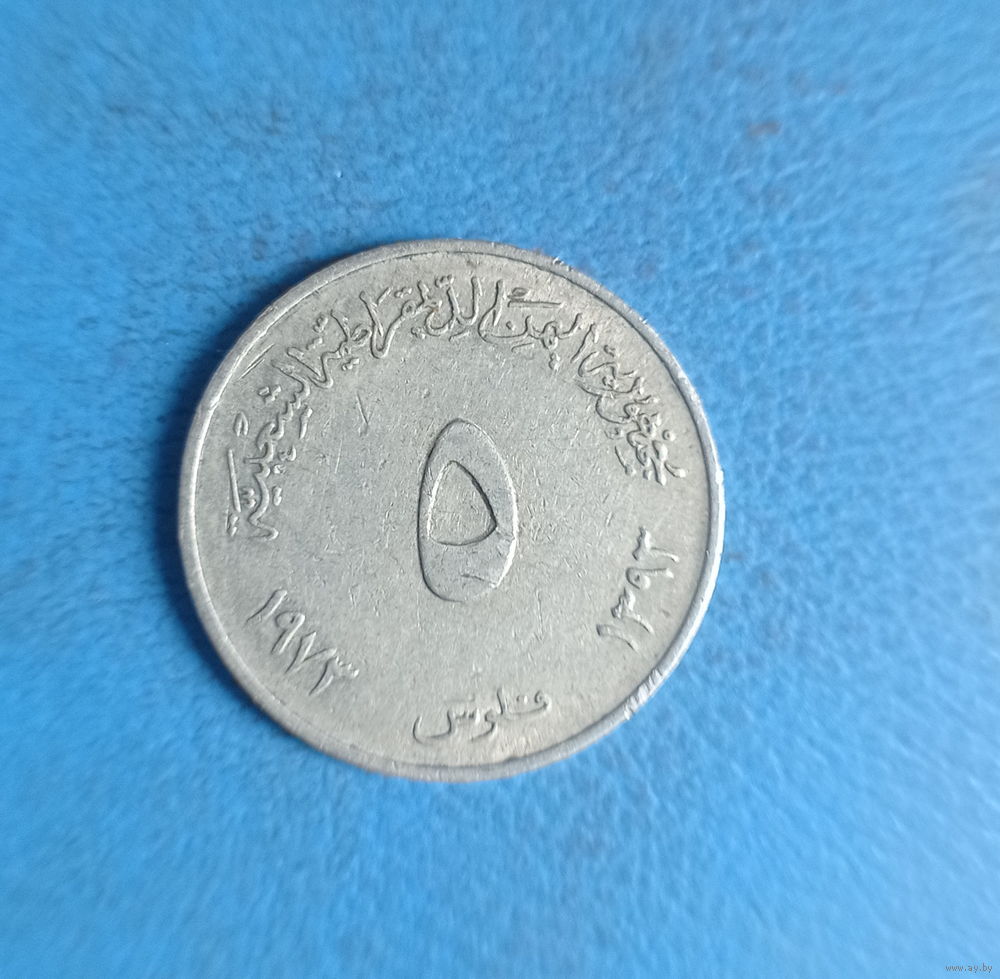 جمهورية اليمن الديمقراطية الشعبية
٥
١٩٧٣
١٣٩٣
فلوس
www.ay.by